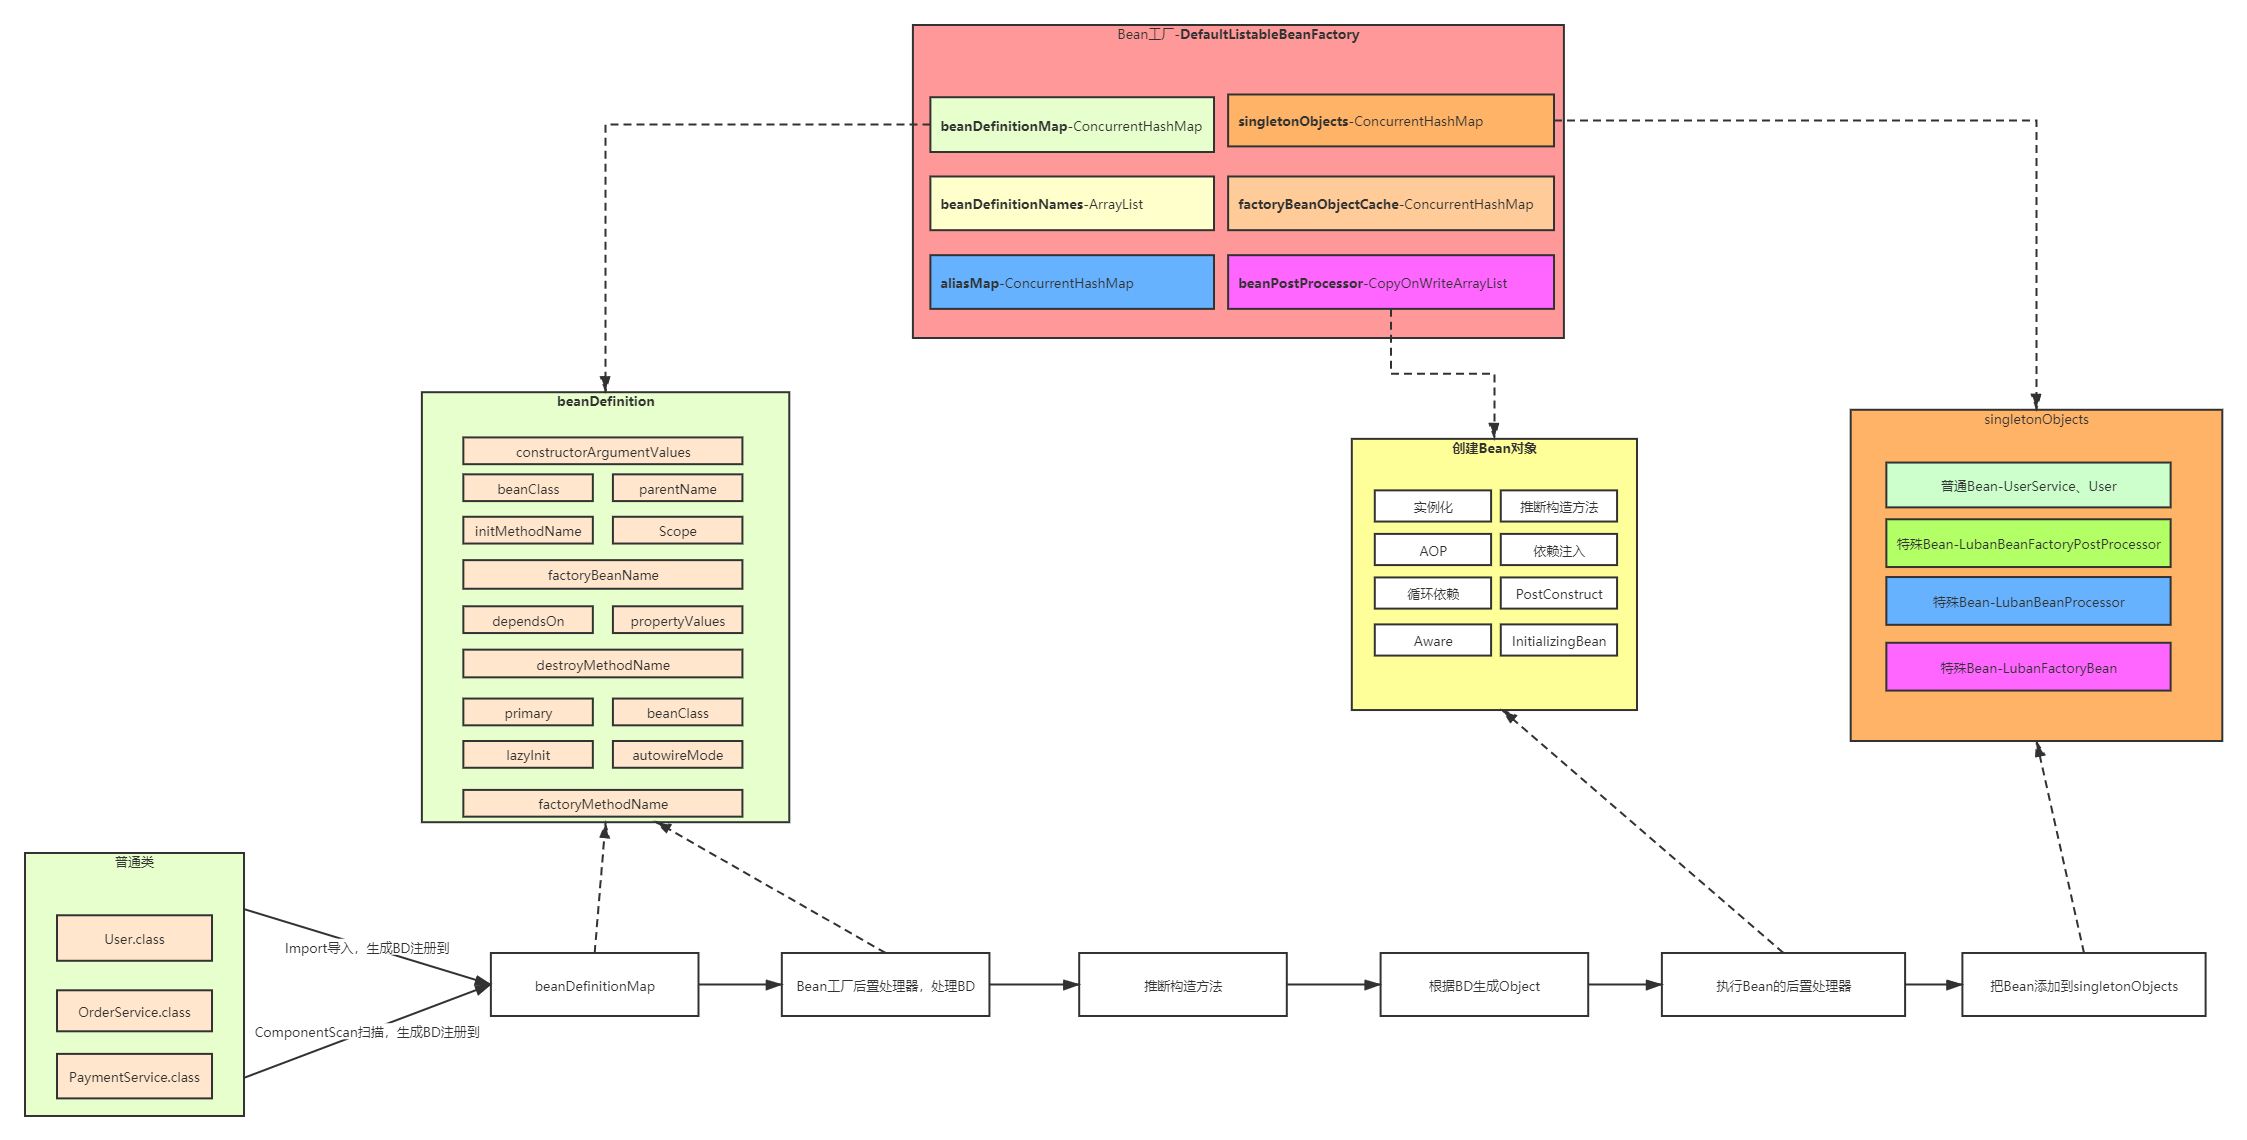 Bean工厂-DefaultListableBeanFactory
beanDefinitionMap-ConcurrentHashMap
singletonObjects-ConcurrentHashMap
beanDefinitionNames-ArrayList
factoryBeanObjectCache-ConcurrentHashMap
aliasMap-ConcurrentHashMap
beanPostProcessor-CopyOnWriteArrayList
beanDefinition
constructorArgumentValues
beanClass
parentName
initMethodName
Scope
factoryBeanName
dependsOn
propertyValues
destroyMethodName
primary
beanClass
lazyInit
autowireMode
factoryMethodName
创建Bean对象
实例化
推断构造方法
AOP
依赖注入
循环依赖
PostConstruct
Aware
InitializingBean
singletonObjects
普通Bean-UserService、User
特殊Bean-LubanBeanFactoryPostProcessor
特殊Bean-LubanBeanProcessor
特殊Bean-LubanFactoryBean
普通类
User.class
OrderService.class
PaymentService.class
Import导入，生成BD注册到
ComponentScan扫描，生成BD注册到
beanDefinitionMap
Bean工厂后置处理器，处理BD
推断构造方法
根据BD生成Object
执行Bean的后置处理器
把Bean添加到singletonObjects